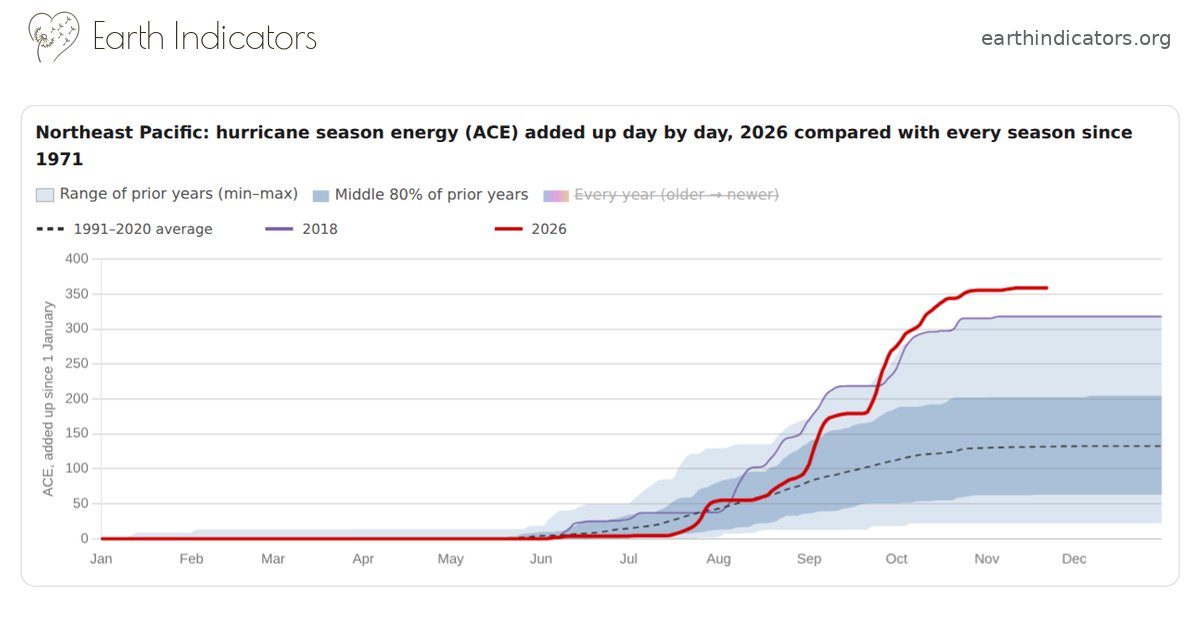 Earth Indicators
earthindicators.org
Northeast Pacific: hurricane season energy (ACE) added up day by day, 2026 compared with every season since
1971
Range of prior years (min–max)
Middle 80% of prior years
Every year (older → newer)
1991–2020 average
2018
2026
ACE, added up since 1 January
400
350
300
250
200
150
100
50
0
Jan
Feb
Mar
Apr
May
Jun
Jul
Aug
Sep
Oct
Nov
Dec